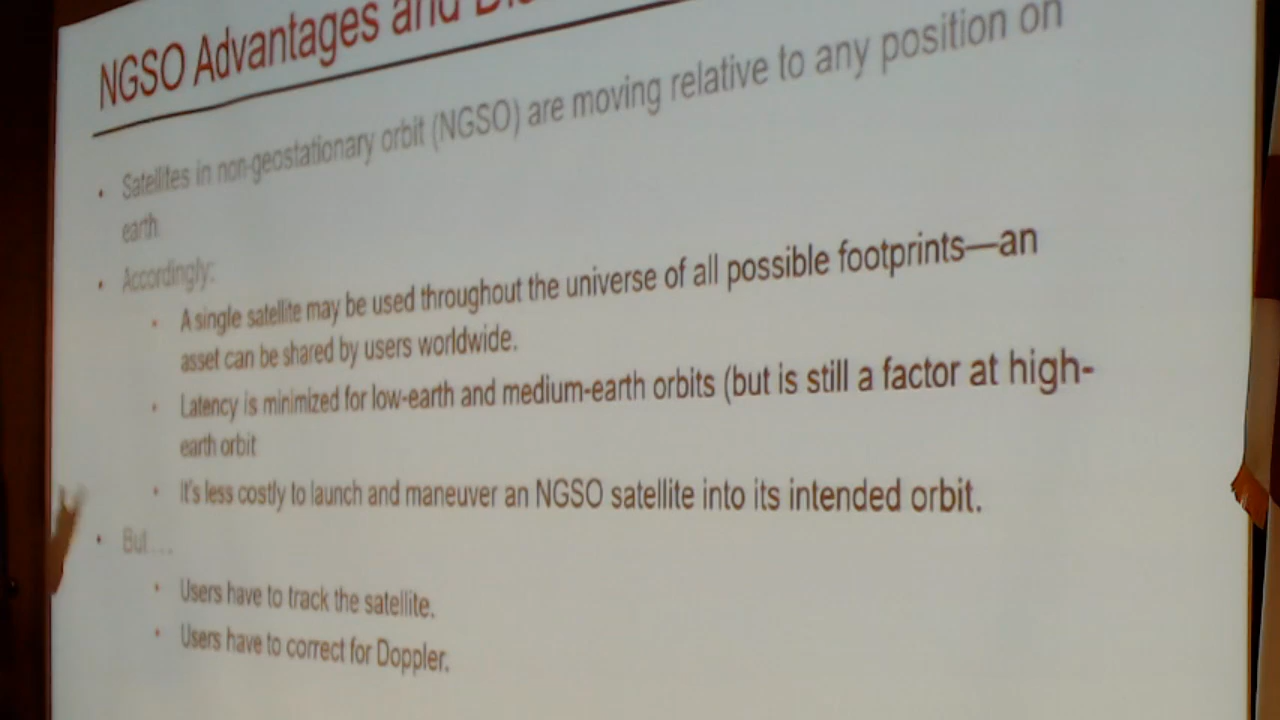 NGSO Advantages and
• Satellites in non-geostationary orbit (NGSO) are moving relative to any position on
earth
• Accordingly:
• A single satellite may be used throughout the universe of all possible footprints—an
asset can be shared by users worldwide.
• Latency is minimized for low-earth and medium-earth orbits (but is still a factor at high-
earth orbit
• It's less costly to launch and maneuver an NGSO satellite into its intended orbit.
• But….
• Users have to track the satellite.
• Users have to correct for Doppler.